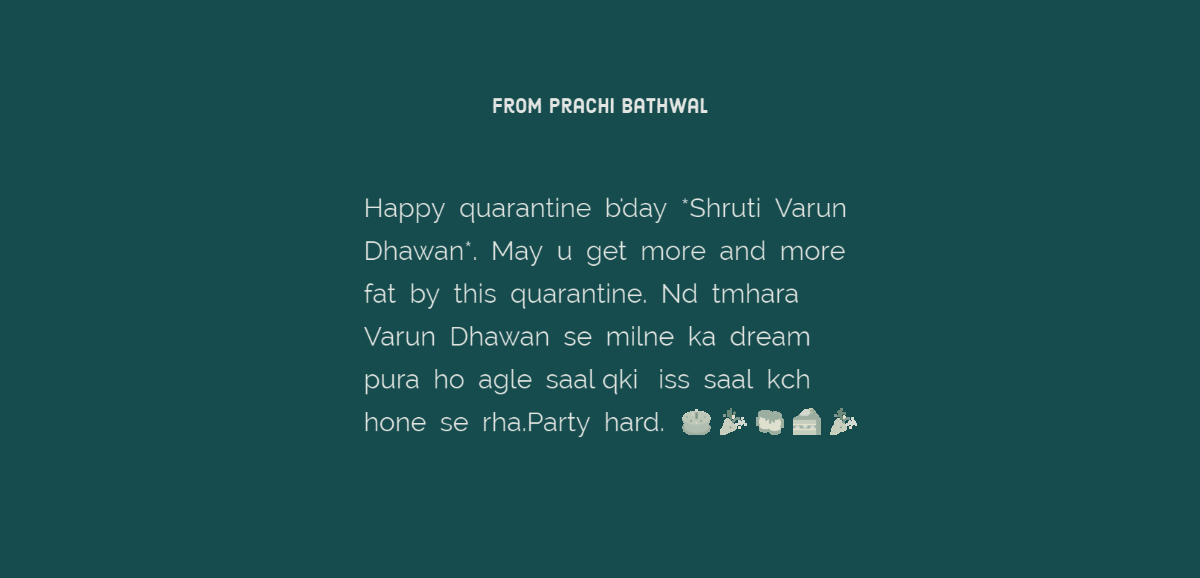 FROM PRACHI BATHWAL
Happy quarantine b'day *Shruti Varun
Dhawan*. May u get more and more
fat by this quarantine. Nd tmhara
Varun Dhawan se milne ka dream
pura ho agle saal qki iss saal kch
hone se rha.Party hard.